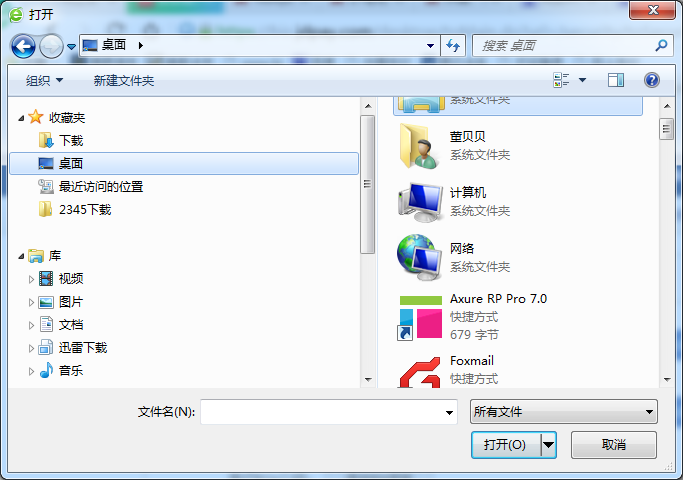 打开
桌面
搜索 桌面
组织
新建文件夹
收藏夹
下载
桌面
最近访问的位置
2345下载
库
视频
图片
文档
迅雷下载
音乐
系统文件夹
董贝贝
系统文件夹
计算机
系统文件夹
网络
系统文件夹
Axure RP Pro 7.0
快捷方式
679 字节
Foxmail
快捷方式
文件名(N):
所有文件
打开(O)
取消